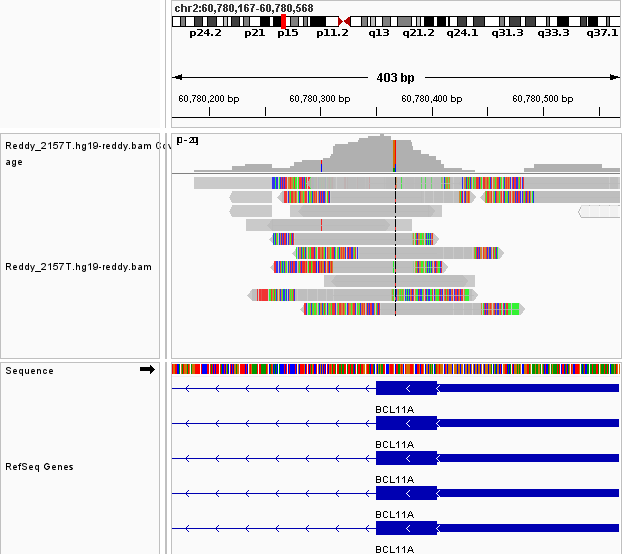 chr2:60,780,167-60,780,568
p24.2 p21 p15 p11.2 q13 q21.2 q24.1 q31.3 q33.3 q37.1
403 bp
60,780,200 bp 60,780,300 bp 60,780,400 bp 60,780,500 bp
Reddy_2157T.hg19-reddy.bam Cov
age
[0-20]
Reddy_2157T.hg19-reddy.bam
Sequence
BCL11A
BCL11A
RefSeq Genes
BCL11A
BCL11A
BCL11A